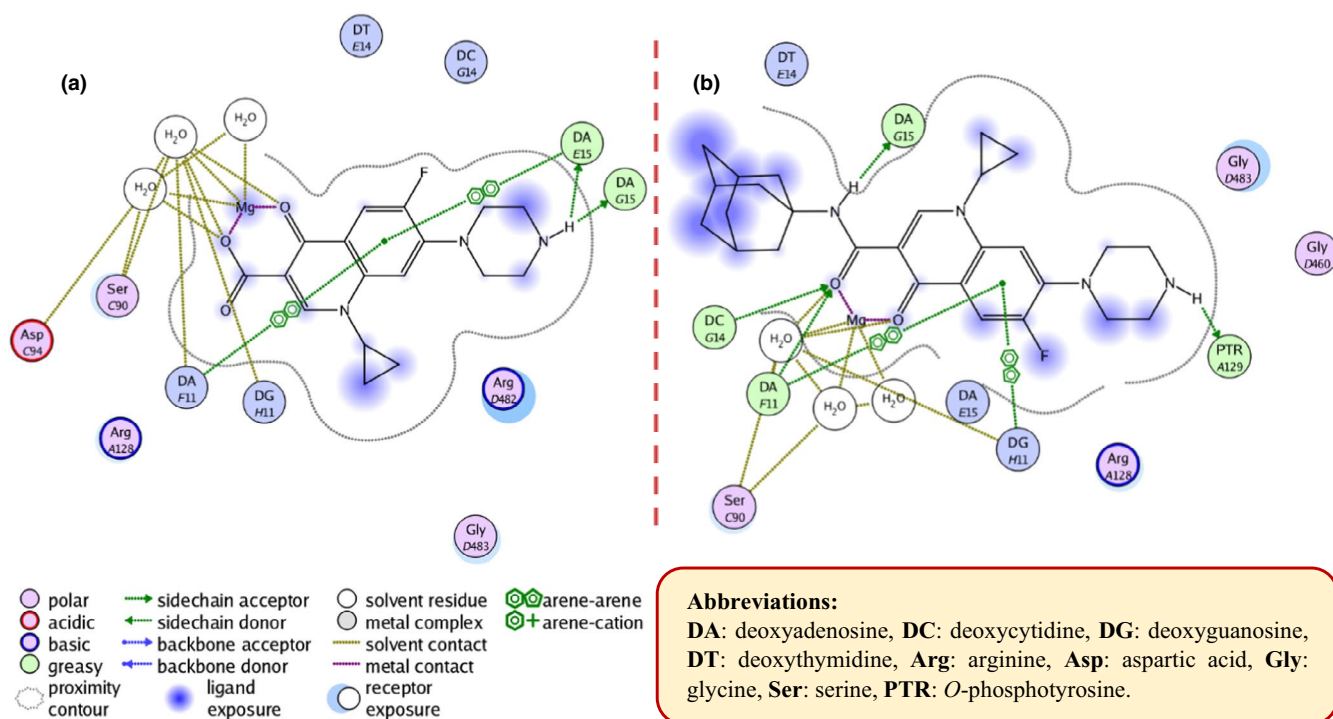 (a)
DT
E14
DC
G14
H₂O
H₂O
H₂O
Mg
O
O
O
F
N
N
N
H
DA
E15
DA
G15
Ser
C90
Asp
C94
DA
F11
DG
H11
Arg
D482
Arg
A128
Gly
D483
(b)
DT
E14
DA
G15
Gly
D483
Gly
D460
H
N
N
N
N
H
O
O
Mg
F
DC
G14
H₂O
H₂O
H₂O
DA
F11
DA
E15
DG
H11
PTR
A129
Arg
A128
Ser
C90
polar
acidic
basic
greasy
proximity
contour
sidechain acceptor
sidechain donor
backbone acceptor
backbone donor
ligand
exposure
solvent residue
metal complex
solvent contact
metal contact
receptor
exposure
arene-arene
arene-cation
Abbreviations:
DA: deoxyadenosine, DC: deoxycytidine, DG: deoxyguanosine,
DT: deoxythymidine, Arg: arginine, Asp: aspartic acid, Gly:
glycine, Ser: serine, PTR: O-phosphotyrosine.